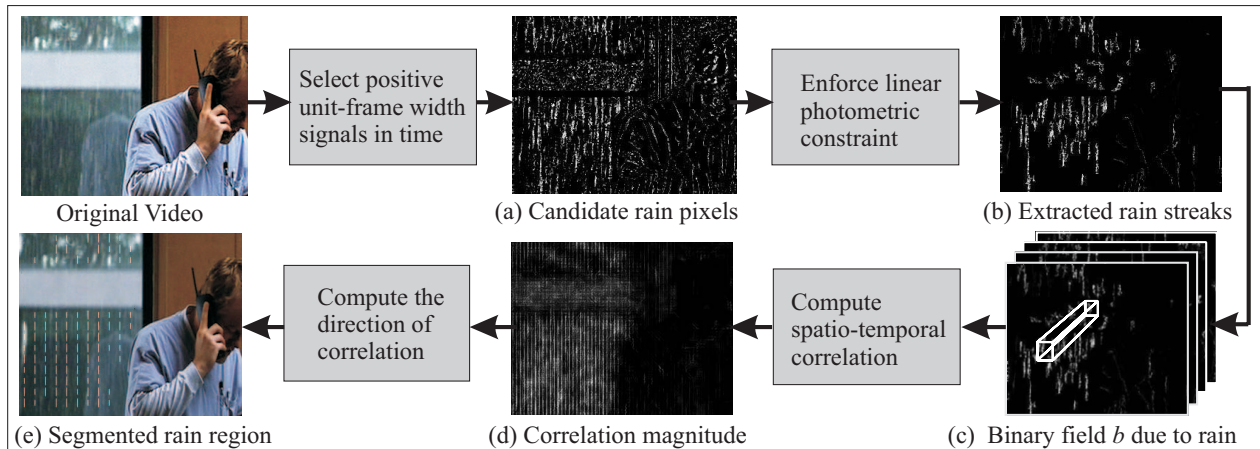 Select positive
unit-frame width
signals in time
Enforce linear
photometric
constraint
Original Video
(a) Candidate rain pixels
(b) Extracted rain streaks
Compute the
direction of
correlation
Compute
spatio-temporal
correlation
(e) Segmented rain region
(d) Correlation magnitude
(c) Binary field b due to rain